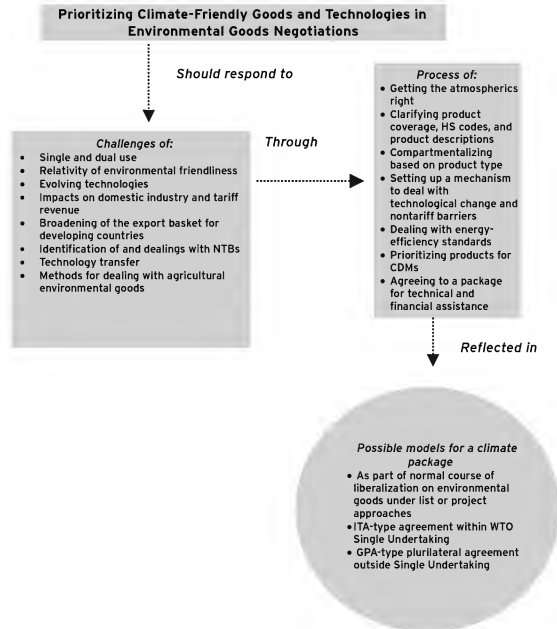 Prioritizing Climate-Friendly Goods and Technologies in
Environmental Goods Negotiations
Should respond to
Challenges of:
• Single and dual use
• Relativity of environmental friendliness
• Evolving technologies
• Impacts on domestic industry and tariff
revenue
• Broadening of the export basket for
developing countries
• Identification of and dealings with NTBs
• Technology transfer
• Methods for dealing with agricultural
environmental goods
Through
Process of:
• Getting the atmospherics
right
• Clarifying product
coverage, HS codes, and
product descriptions
• Compartmentalizing
based on product type
• Setting up a mechanism
to deal with
technological change and
nontariff barriers
• Dealing with energy-
efficiency standards
• Prioritizing products for
CDMs
• Agreeing to a package
for technical and
financial assistance
Reflected in
Possible models for a climate
package
• As part of normal course of
liberalization on environmental
goods under list or project
approaches
• ITA-type agreement within WTO
Single Undertaking
• GPA-type plurilateral agreement
outside Single Undertaking